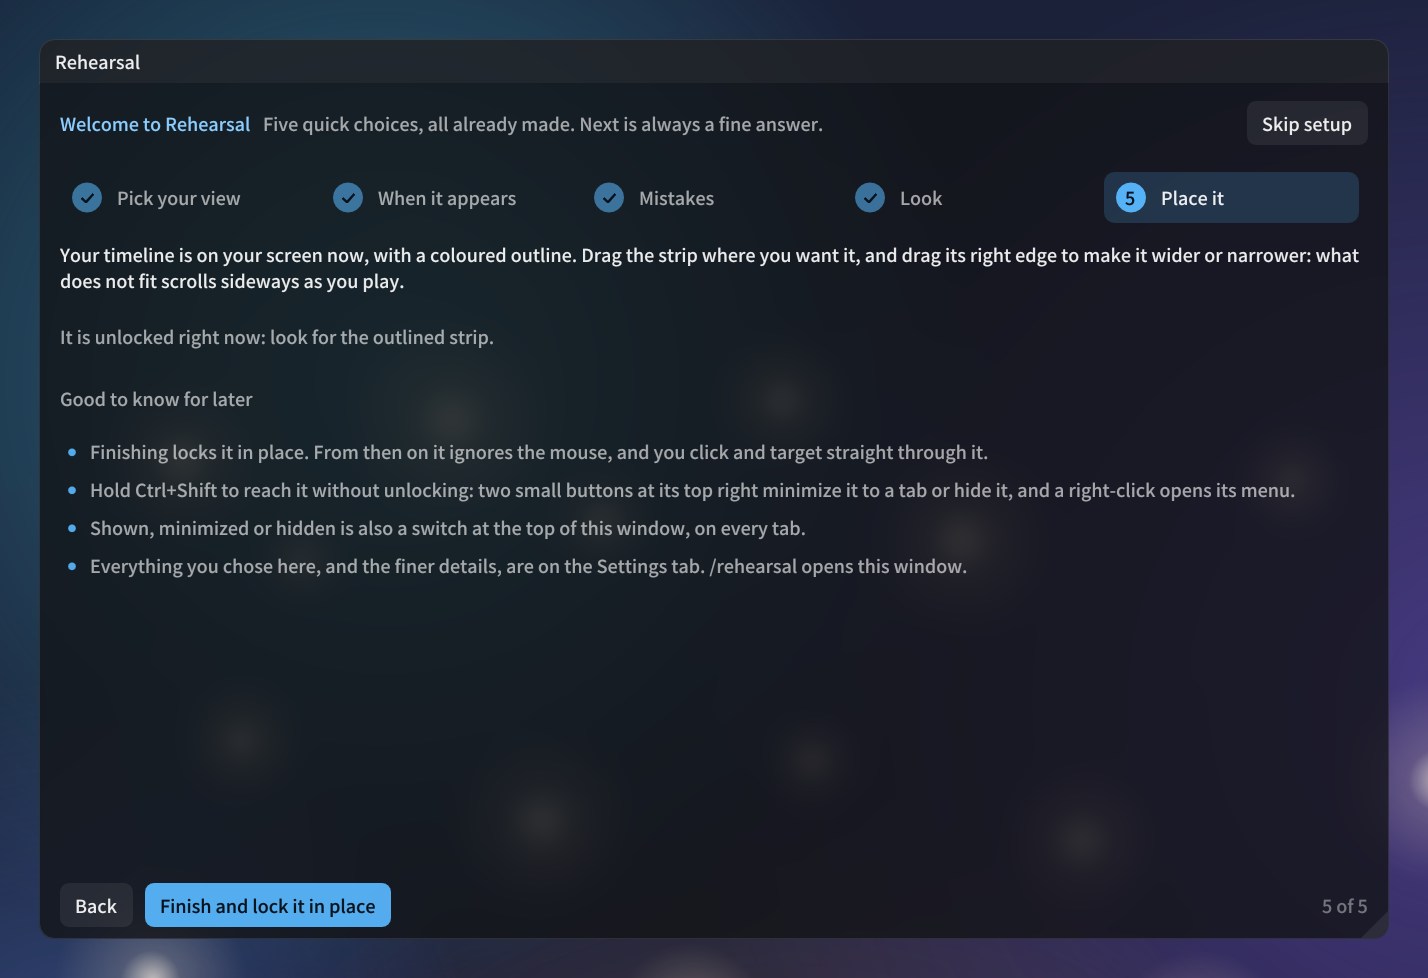 Rehearsal
Welcome to Rehearsal Five quick choices, all already made. Next is always a fine answer.
Skip setup
Pick your view
When it appears
Mistakes
Look
5 Place it
Your timeline is on your screen now, with a coloured outline. Drag the strip where you want it, and drag its right edge to make it wider or narrower: what
does not fit scrolls sideways as you play.
It is unlocked right now: look for the outlined strip.
Good to know for later
• Finishing locks it in place. From then on it ignores the mouse, and you click and target straight through it.
• Hold Ctrl+Shift to reach it without unlocking: two small buttons at its top right minimize it to a tab or hide it, and a right-click opens its menu.
• Shown, minimized or hidden is also a switch at the top of this window, on every tab.
• Everything you chose here, and the finer details, are on the Settings tab. /rehearsal opens this window.
Back
Finish and lock it in place
5 of 5